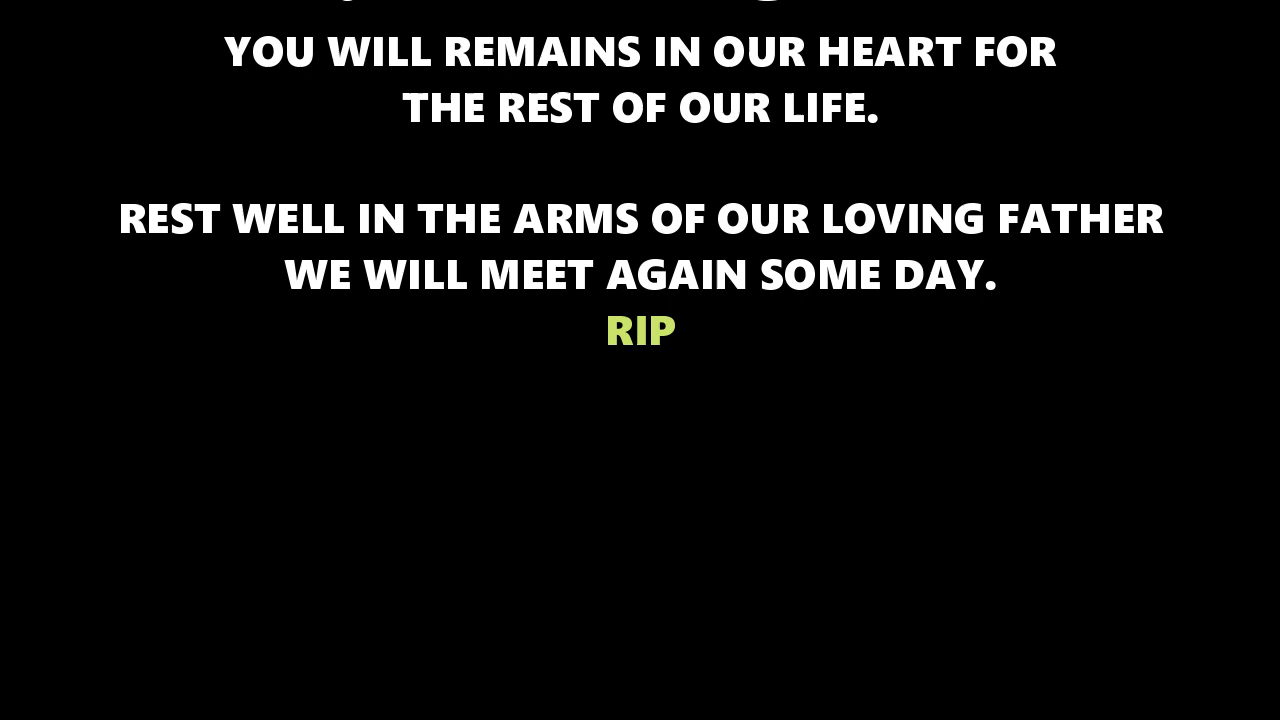 YOU WILL REMAINS IN OUR HEART FOR
THE REST OF OUR LIFE.
REST WELL IN THE ARMS OF OUR LOVING FATHER
WE WILL MEET AGAIN SOME DAY.
RIP